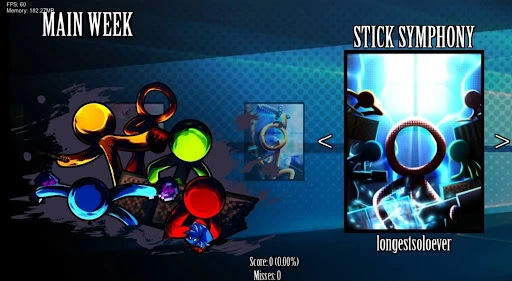 FPS: 60
Memory: 182.27MB
MAIN WEEK
STICK SYMPHONY
<
>
longestsoloever
Score: 0 (0.00%)
Misses: 0